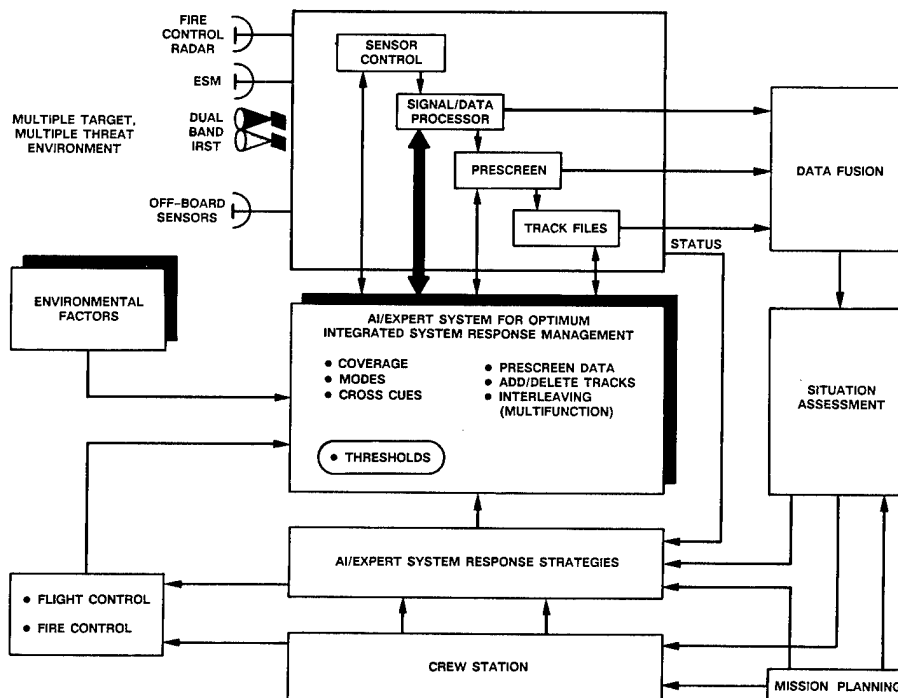 FIRE
CONTROL
RADAR
ESM
MULTIPLE TARGET,
MULTIPLE THREAT
ENVIRONMENT
DUAL
BAND
IRST
OFF-BOARD
SENSORS
SENSOR
CONTROL
SIGNAL/DATA
PROCESSOR
PRESCREEN
TRACK FILES
DATA FUSION
STATUS
ENVIRONMENTAL
FACTORS
AI/EXPERT SYSTEM FOR OPTIMUM
INTEGRATED SYSTEM RESPONSE MANAGEMENT
• COVERAGE
• MODES
• CROSS CUES
• PRESCREEN DATA
• ADD/DELETE TRACKS
• INTERLEAVING
(MULTIFUNCTION)
• THRESHOLDS
SITUATION
ASSESSMENT
AI/EXPERT SYSTEM RESPONSE STRATEGIES
• FLIGHT CONTROL
• FIRE CONTROL
CREW STATION
MISSION PLANNING